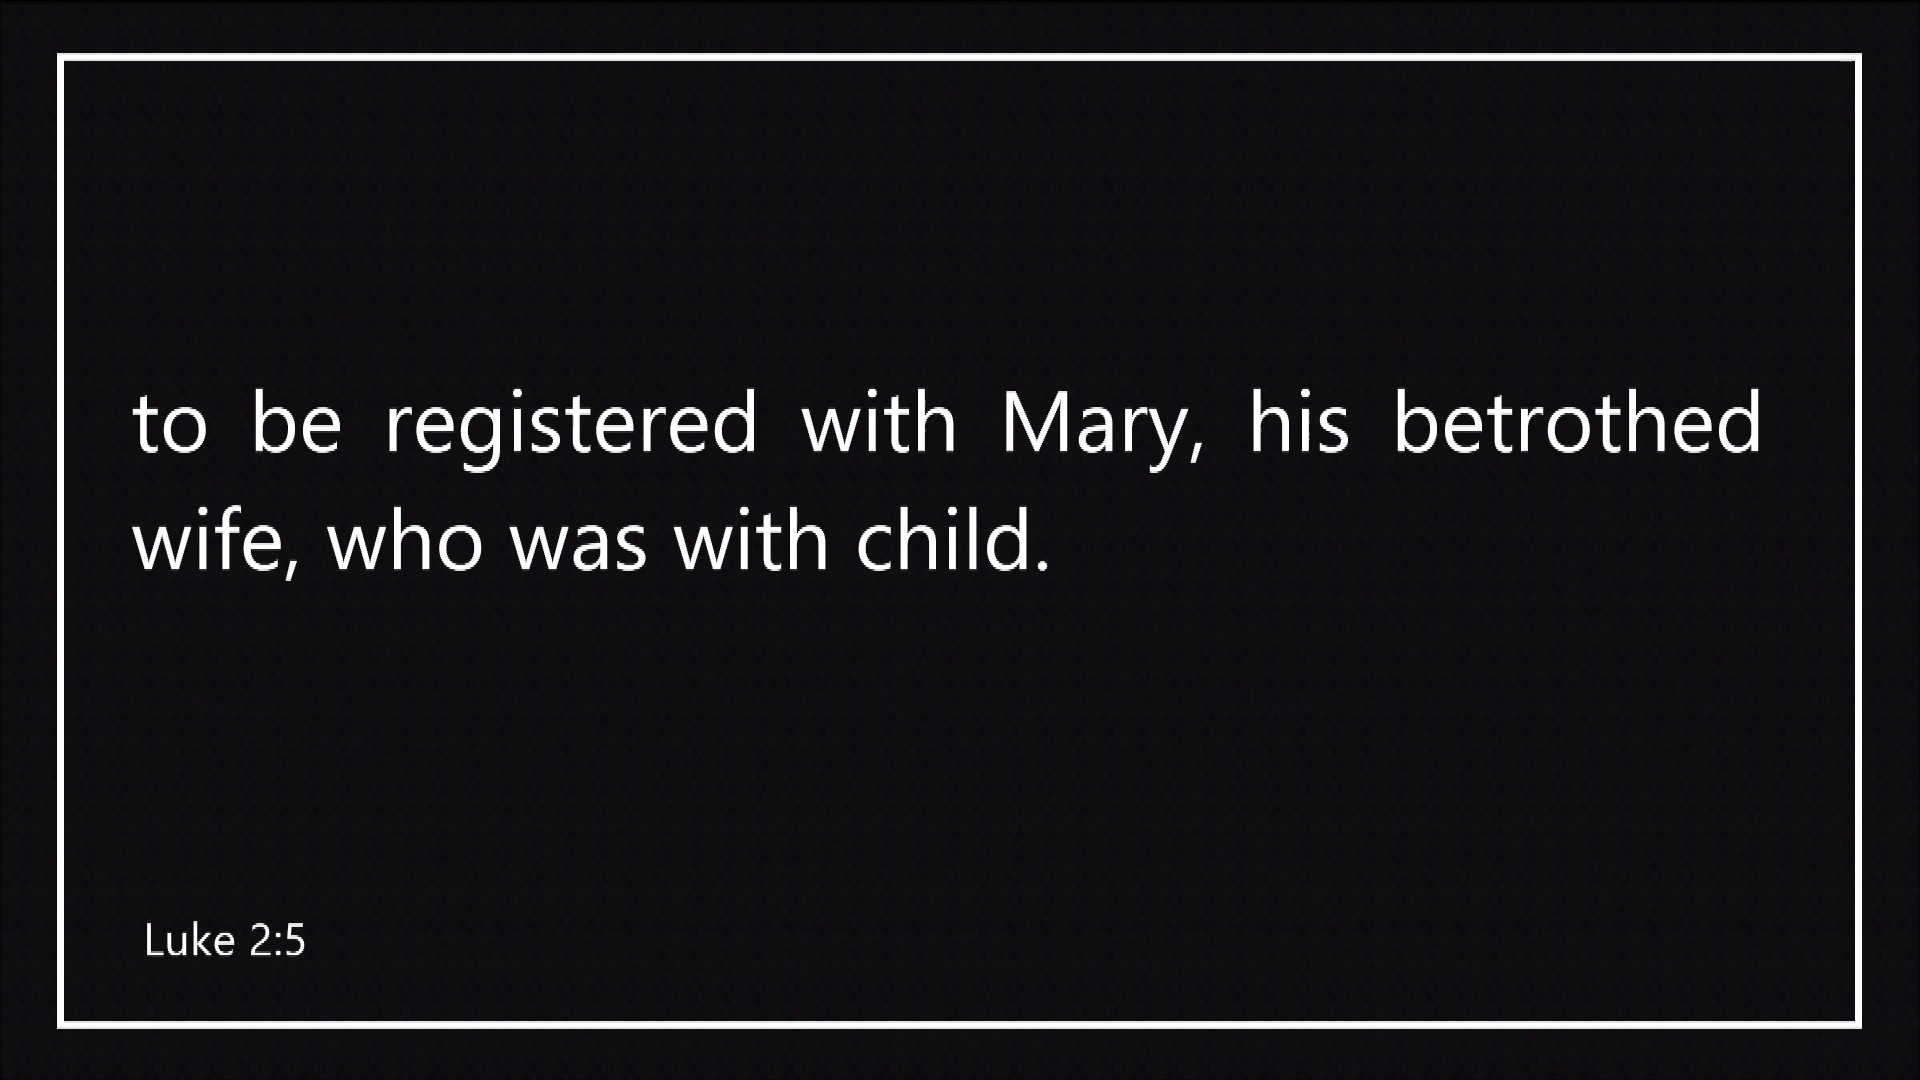 to be registered with Mary, his betrothed
wife, who was with child.
Luke 2:5